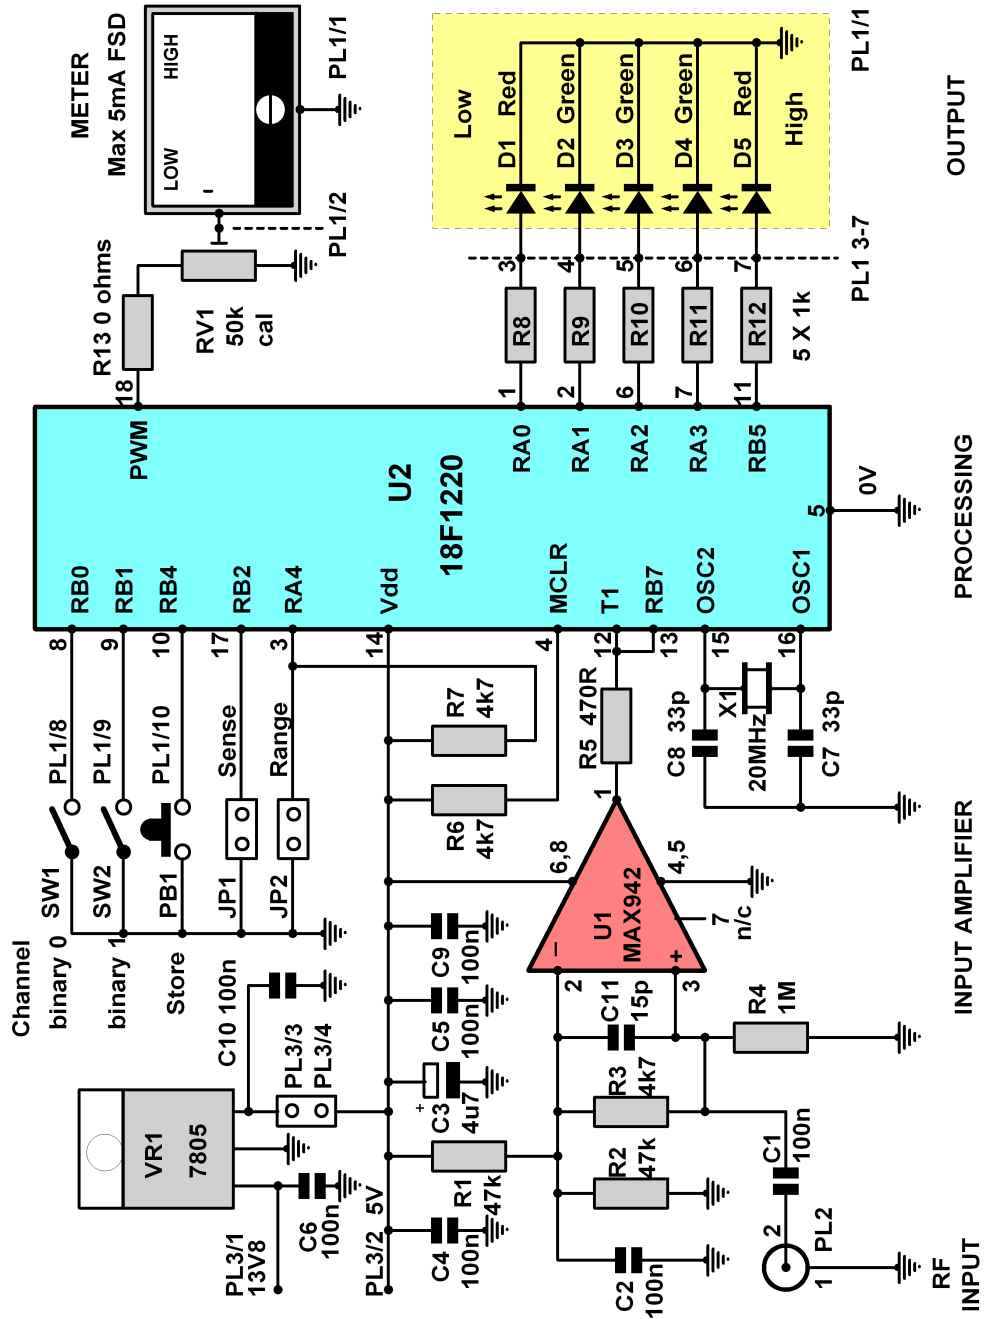 METER
Max 5mA FSD
LOW
HIGH
PL1/1
PL1/2
R13 0 ohms
RV1
50k
cal
18
PWM
Low
D1 Red
D2 Green
D3 Green
D4 Green
D5 Red
High
PL1/1
OUTPUT
PL1 3-7
3
4
5
6
7
R8
R9
R10
R11
R12
5 X 1k
1
2
6
7
11
RA0
RA1
RA2
RA3
RB5
U2
18F1220
5
0V
PROCESSING
RB0
RB1
RB4
RB2
RA4
Vdd
MCLR
T1
RB7
OSC2
OSC1
8
9
10
17
3
14
4
12
13
15
16
PL1/8
PL1/9
PL1/10
Sense
Range
SW1
SW2
PB1
JP1
JP2
Channel
binary 0
binary 1
Store
R7
4k7
R6
4k7
R5 470R
C8 33p
X1
20MHz
C7 33p
1
6,8
4,5
U1
MAX942
7
n/c
–
+
2
3
INPUT AMPLIFIER
C10 100n
PL3/3
PL3/4
VR1
7805
C6
100n
PL3/1
13V8
PL3/2 5V
C9
100n
C5
100n
+
C3
4u7
R1
47k
C4
100n
C11
15p
R4
1M
R3
4k7
R2
47k
C2
100n
C1
100n
2
PL2
1
RF
INPUT